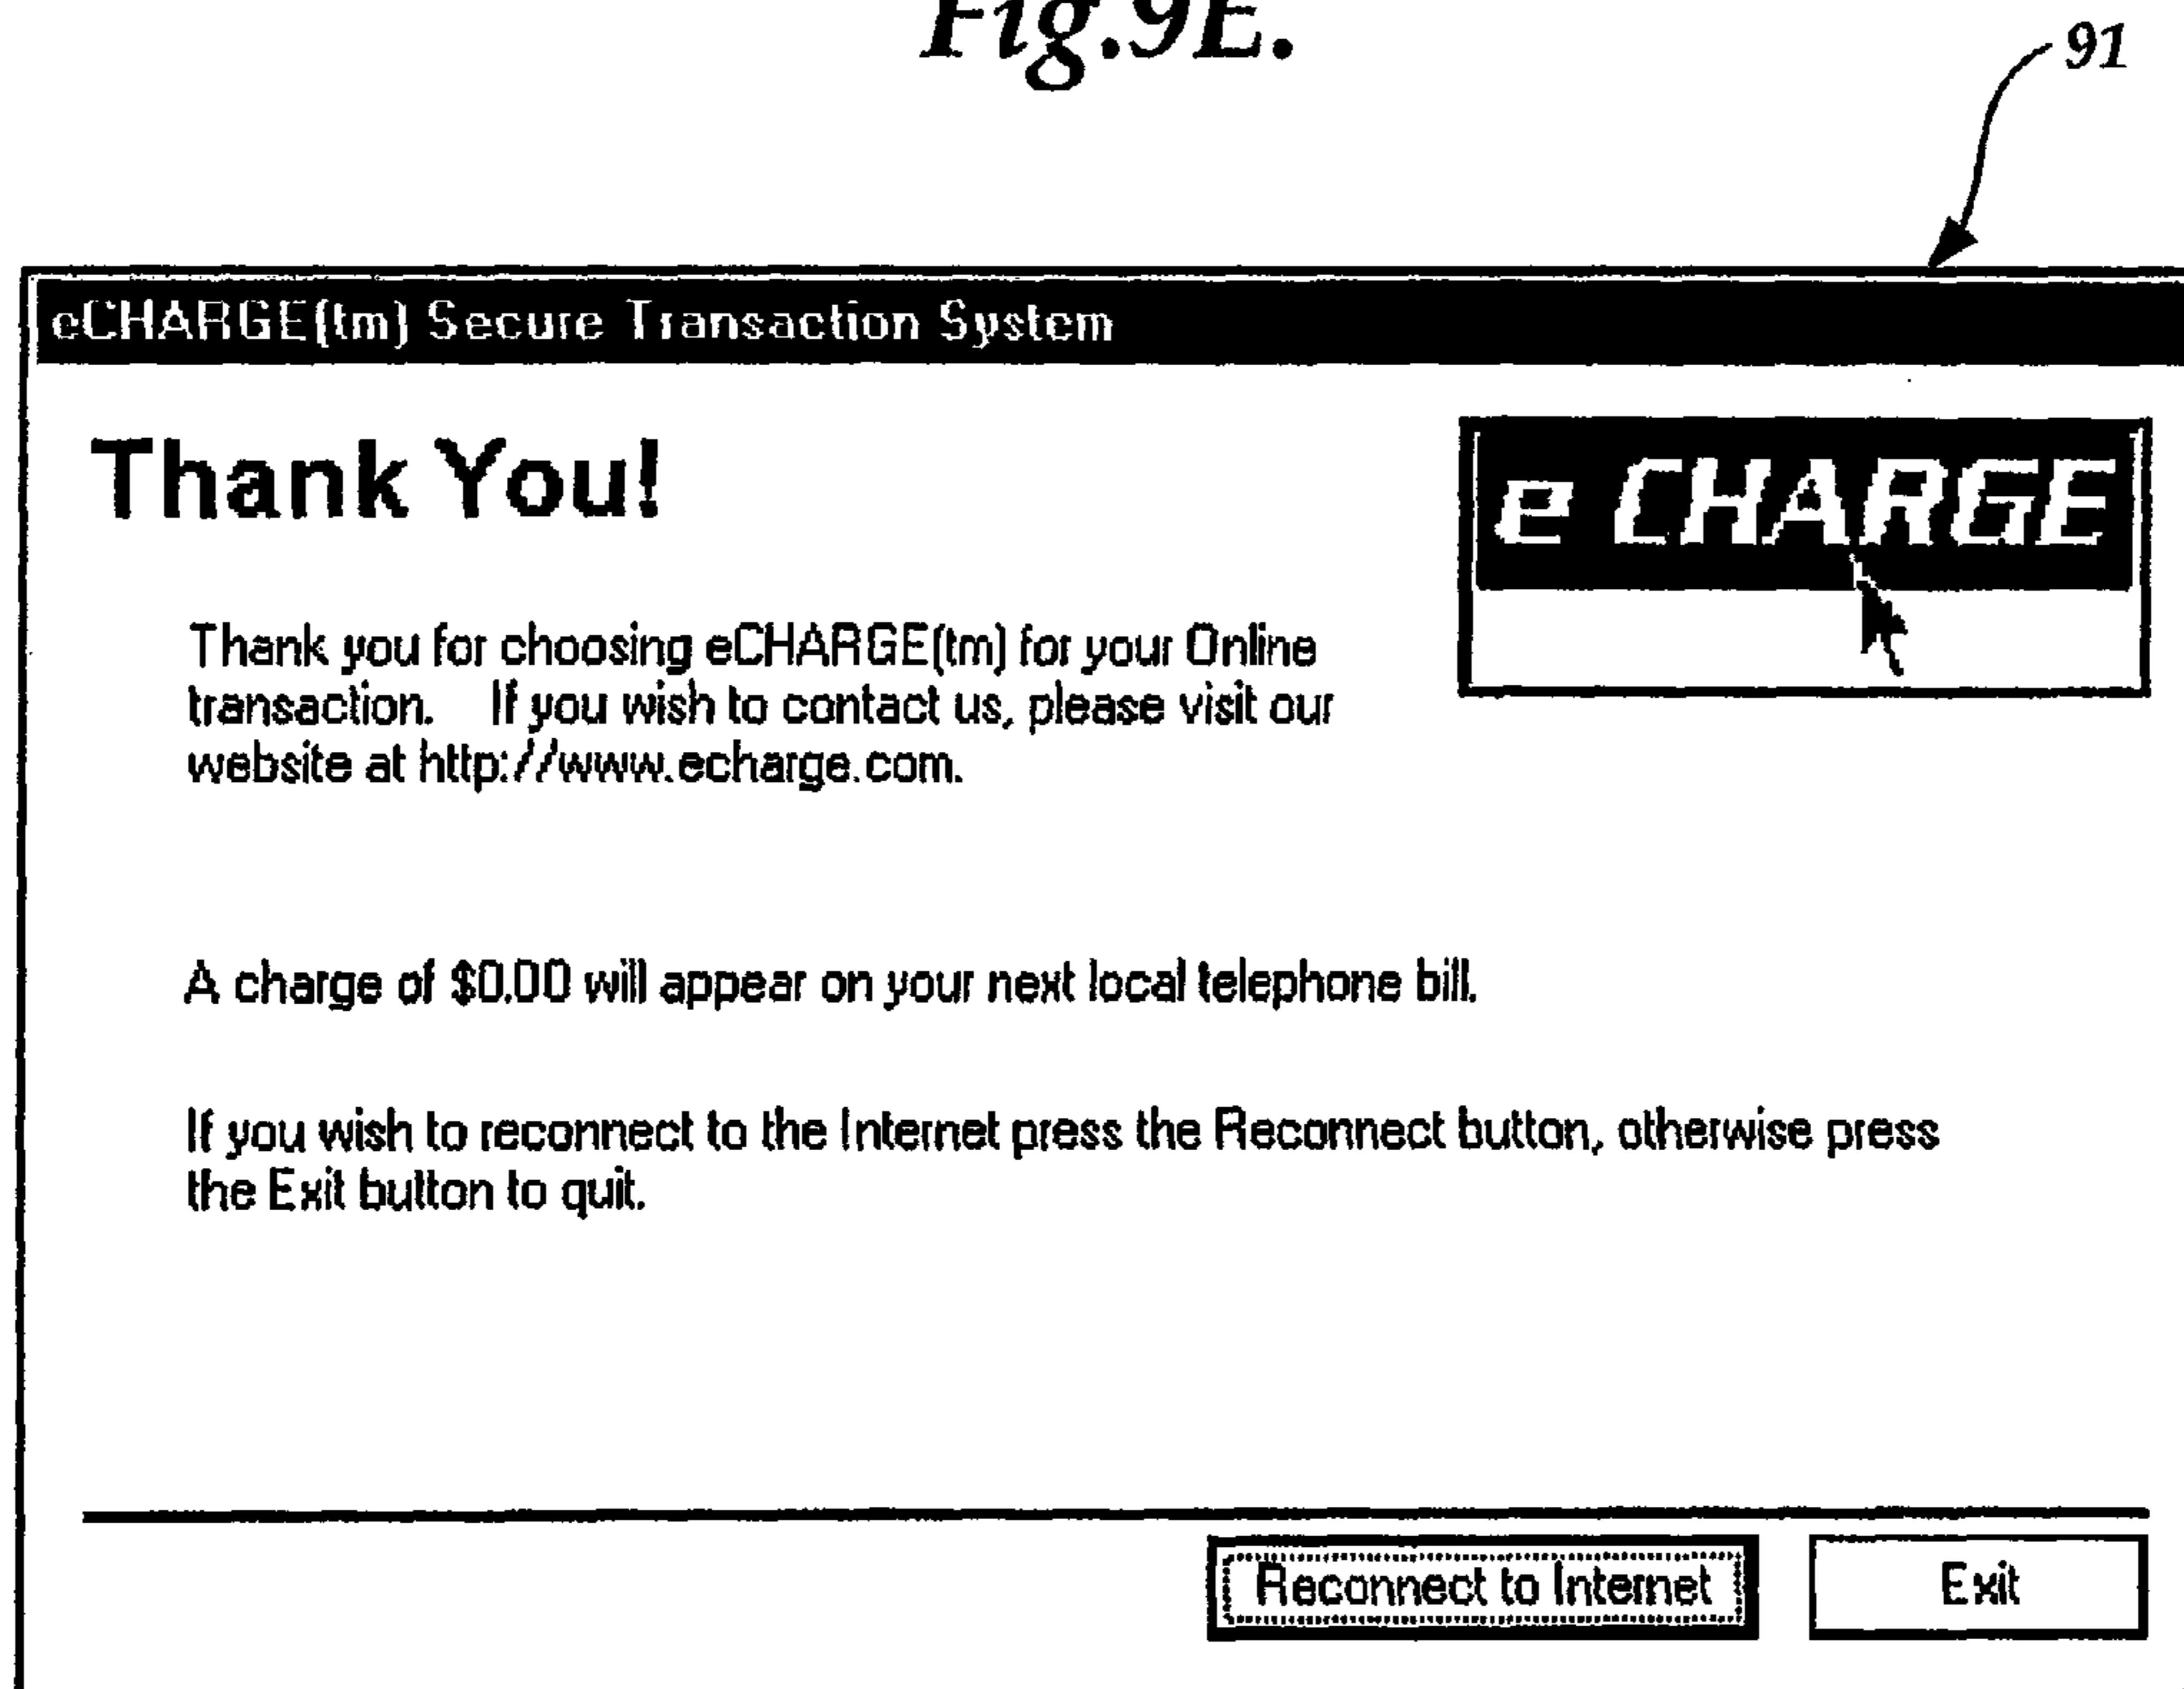 Fig.9E.
91
eCHARGE(tm) Secure Transaction System
Thank You!
e CHARGE
Thank you for choosing eCHARGE(tm) for your Online
transaction. If you wish to contact us, please visit our
website at http://www.echarge.com.
A charge of $0.00 will appear on your next local telephone bill.
If you wish to reconnect to the Internet press the Reconnect button, otherwise press
the Exit button to quit.
Reconnect to Internet
Exit